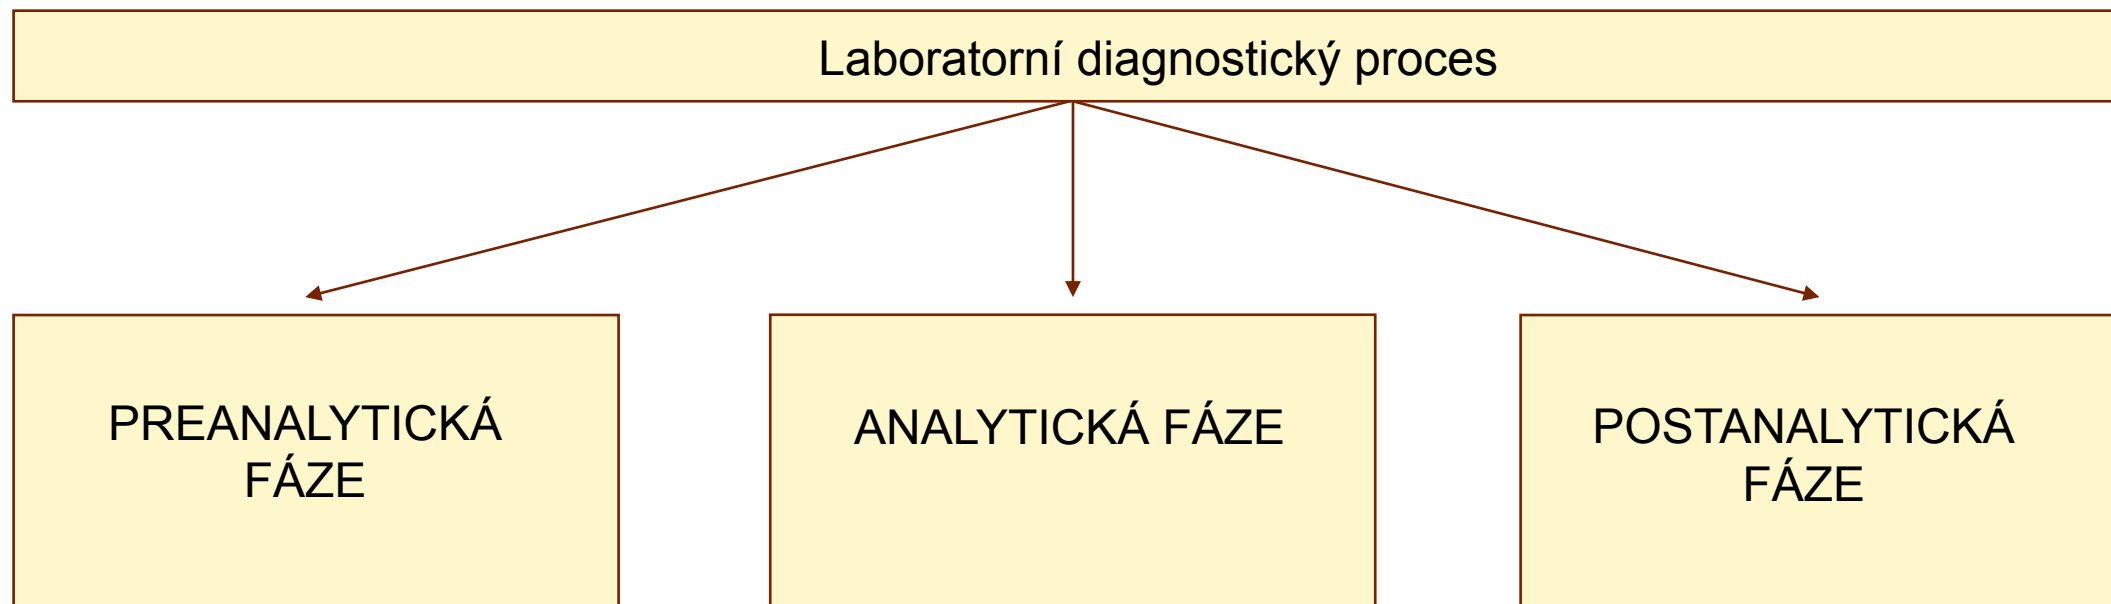 Laboratorní diagnostický proces
PREANALYTICKÁ
FÁZE
ANALYTICKÁ FÁZE
POSTANALYTICKÁ
FÁZE